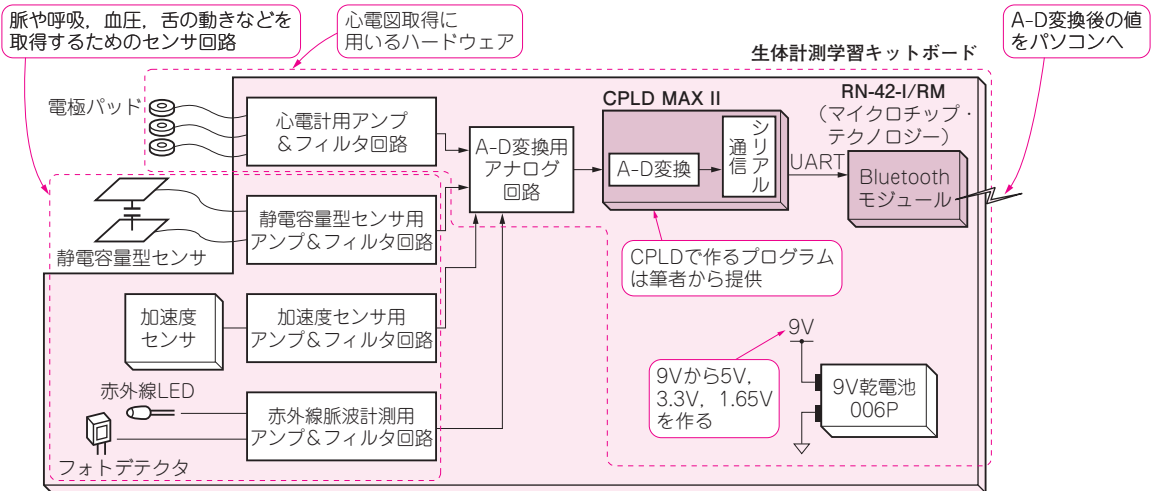 脈や呼吸，血圧，舌の動きなどを
取得するためのセンサ回路
心電図取得に
用いるハードウェア
A-D変換後の値
をパソコンへ
生体計測学習キットボード
電極パッド
心電計用アンプ
＆フィルタ回路
A-D変換用
アナログ
回路
CPLD MAX II
A-D変換
シリアル
通信
UART
RN-42-I/RM
（マイクロチップ・
テクノロジー）
Bluetooth
モジュール
静電容量型センサ
静電容量型センサ用
アンプ＆フィルタ回路
CPLDで作るプログラム
は筆者から提供
加速度
センサ
加速度センサ用
アンプ＆フィルタ回路
赤外線LED
フォトデテクタ
赤外線脈波計測用
アンプ＆フィルタ回路
9Vから5V，
3.3V，1.65V
を作る
9V
9V乾電池
006P